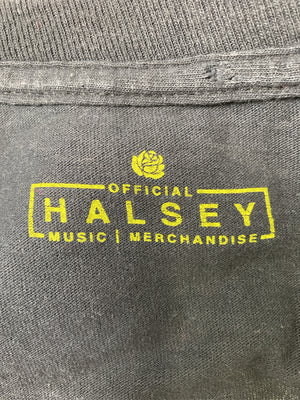 OFFICIAL
HALSEY
MUSIC | MERCHANDISE